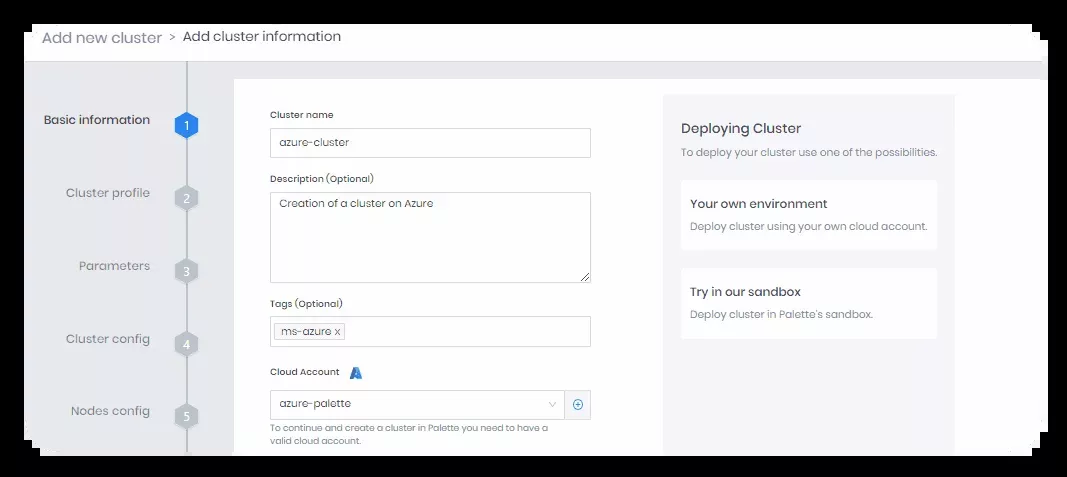 Add new cluster > Add cluster information
Basic information
1
Cluster profile
2
Parameters
3
Cluster config
4
Nodes config
5
Cluster name
azure-cluster
Description (Optional)
Creation of a cluster on Azure
Tags (Optional)
ms-azure x
Cloud Account
azure-palette
To continue and create a cluster in Palette you need to have a
valid cloud account.
Deploying Cluster
To deploy your cluster use one of the possibilities.
Your own environment
Deploy cluster using your own cloud account.
Try in our sandbox
Deploy cluster in Palette's sandbox.